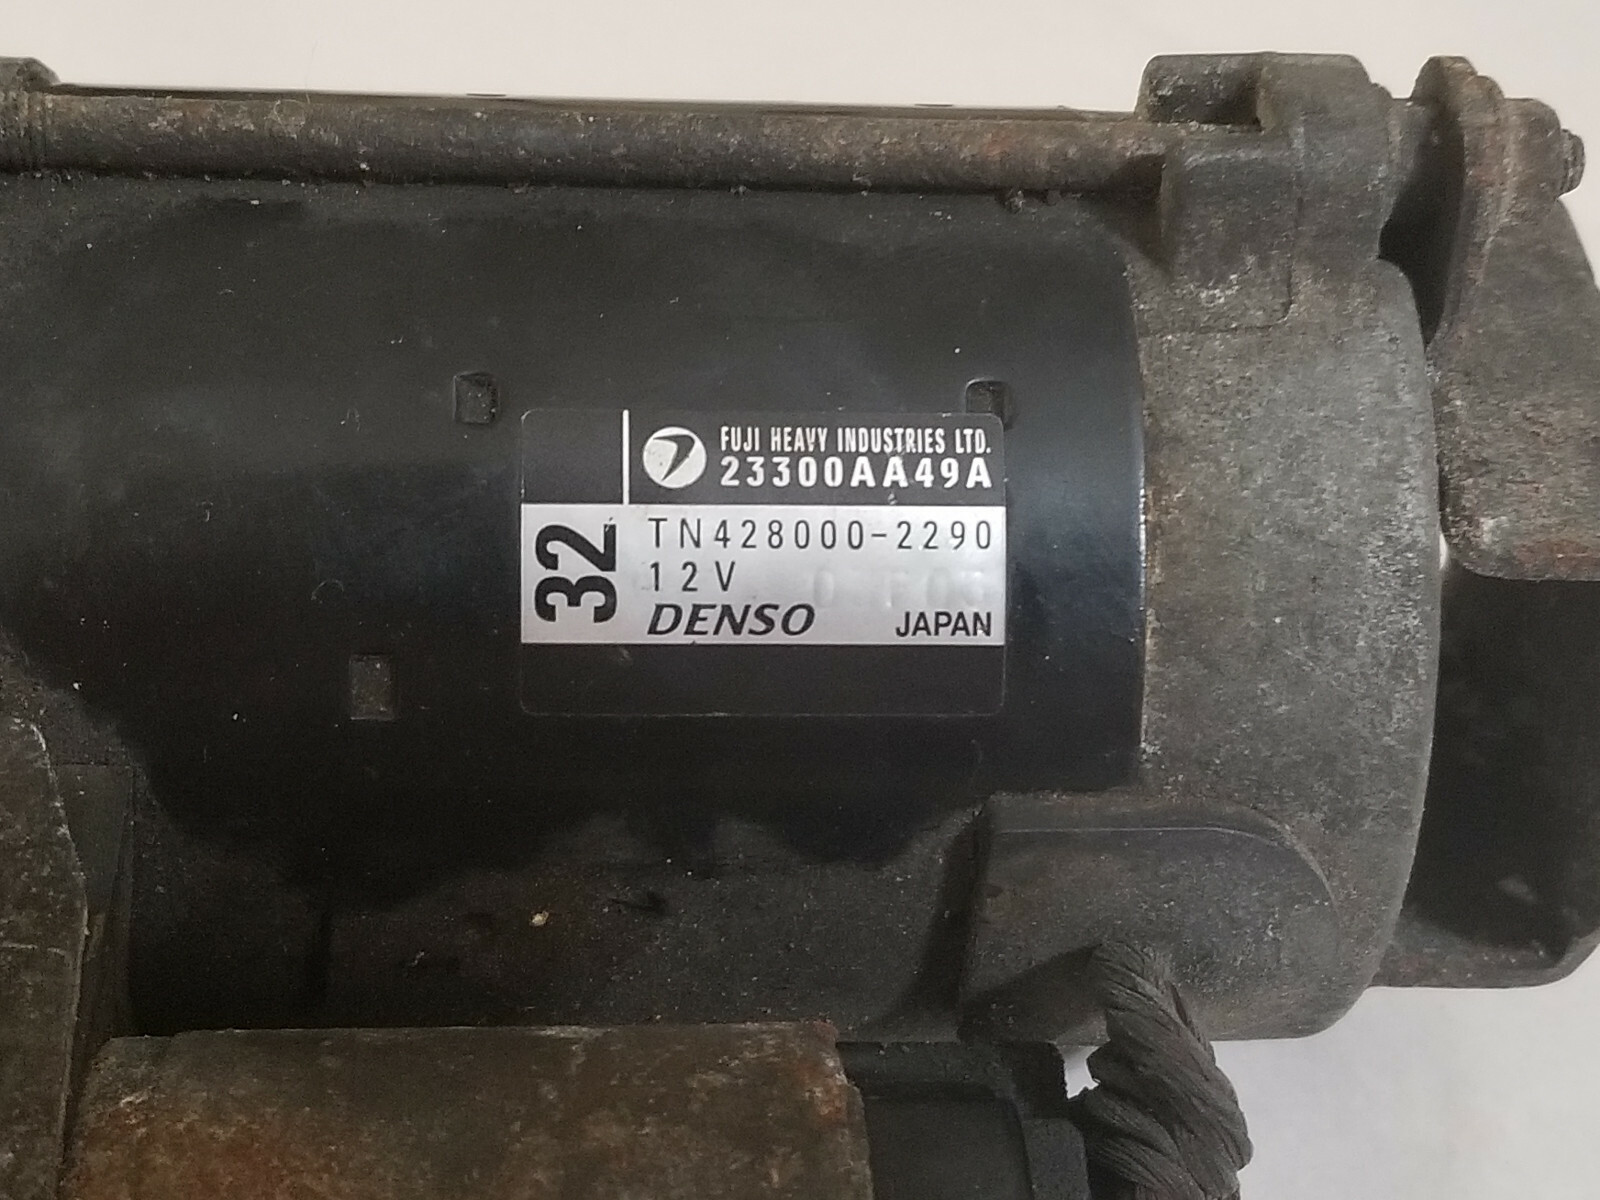 FUJI HEAVY INDUSTRIES LTD.
23300AA49A
32
TN428000-2290
12V
DENSO JAPAN